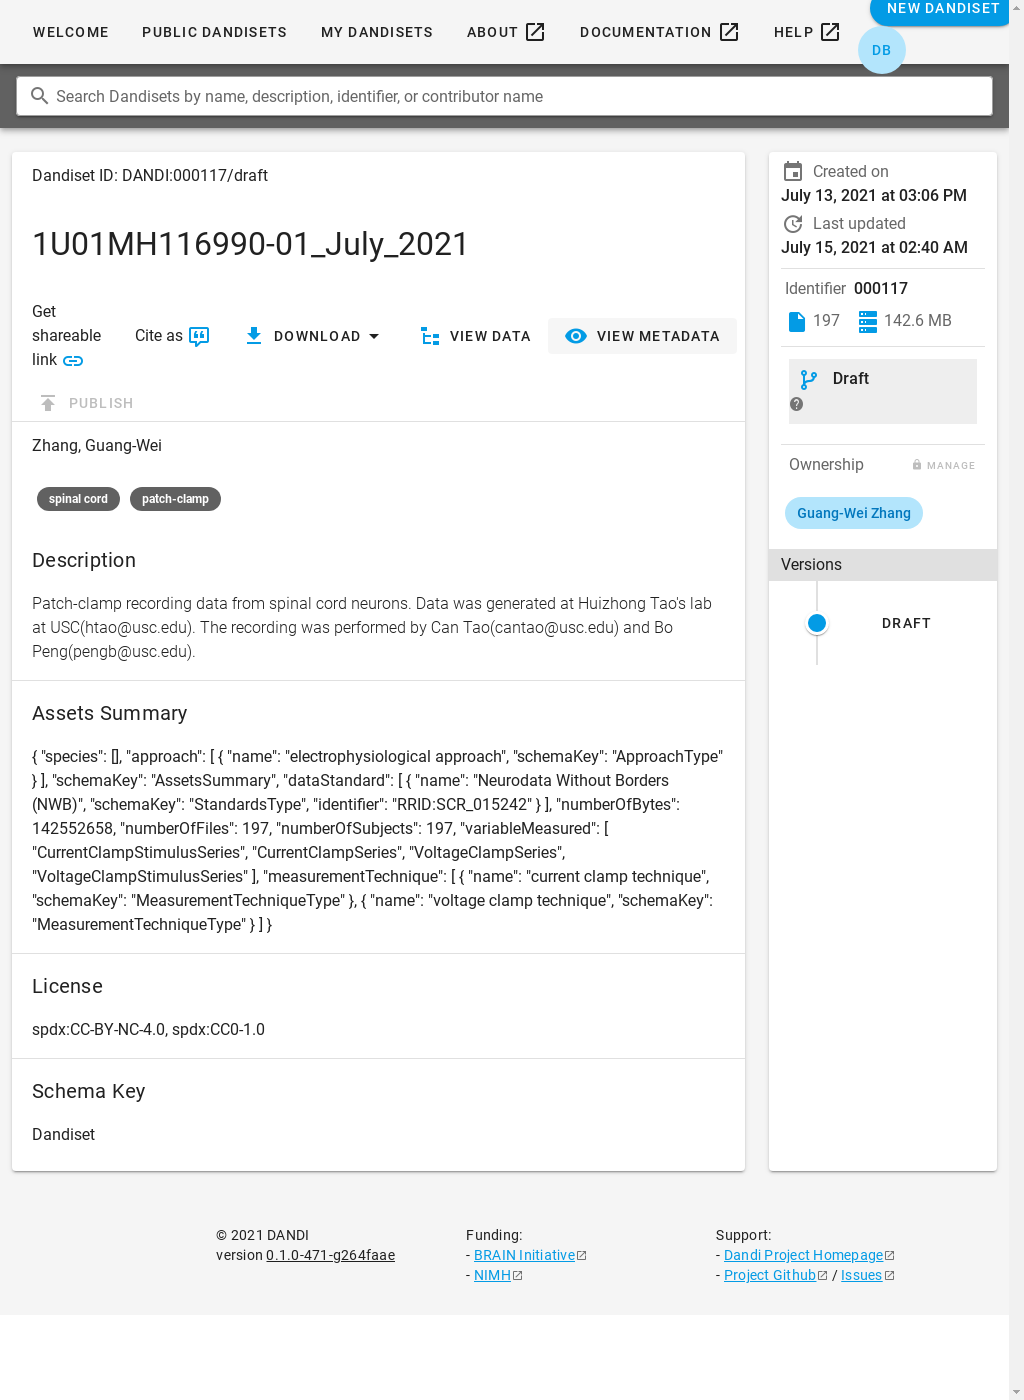 WELCOME PUBLIC DANDISETS MY DANDISETS ABOUT DOCUMENTATION HELP NEW DANDISET
DB
Search Dandisets by name, description, identifier, or contributor name
Dandiset ID: DANDI:000117/draft
1U01MH116990-01_July_2021
Get
shareable
link
Cite as DOWNLOAD VIEW DATA VIEW METADATA
PUBLISH
Zhang, Guang-Wei
spinal cord patch-clamp
Description
Patch-clamp recording data from spinal cord neurons. Data was generated at Huizhong Tao's lab
at USC(htao@usc.edu). The recording was performed by Can Tao(cantao@usc.edu) and Bo
Peng(pengb@usc.edu).
Assets Summary
{ "species": [], "approach": [ { "name": "electrophysiological approach", "schemaKey": "ApproachType"
} ], "schemaKey": "AssetsSummary", "dataStandard": [ { "name": "Neurodata Without Borders
(NWB)", "schemaKey": "StandardsType", "identifier": "RRID:SCR_015242" } ], "numberOfBytes":
142552658, "numberOfFiles": 197, "numberOfSubjects": 197, "variableMeasured": [
"CurrentClampStimulusSeries", "CurrentClampSeries", "VoltageClampSeries",
"VoltageClampStimulusSeries" ], "measurementTechnique": [ { "name": "current clamp technique",
"schemaKey": "MeasurementTechniqueType" }, { "name": "voltage clamp technique", "schemaKey":
"MeasurementTechniqueType" } ] }
License
spdx:CC-BY-NC-4.0, spdx:CC0-1.0
Schema Key
Dandiset
Created on
July 13, 2021 at 03:06 PM
Last updated
July 15, 2021 at 02:40 AM
Identifier 000117
197 142.6 MB
Draft
Ownership MANAGE
Guang-Wei Zhang
Versions
DRAFT
© 2021 DANDI
version 0.1.0-471-g264faae
Funding:
- BRAIN Initiative
- NIMH
Support:
- Dandi Project Homepage
- Project Github / Issues